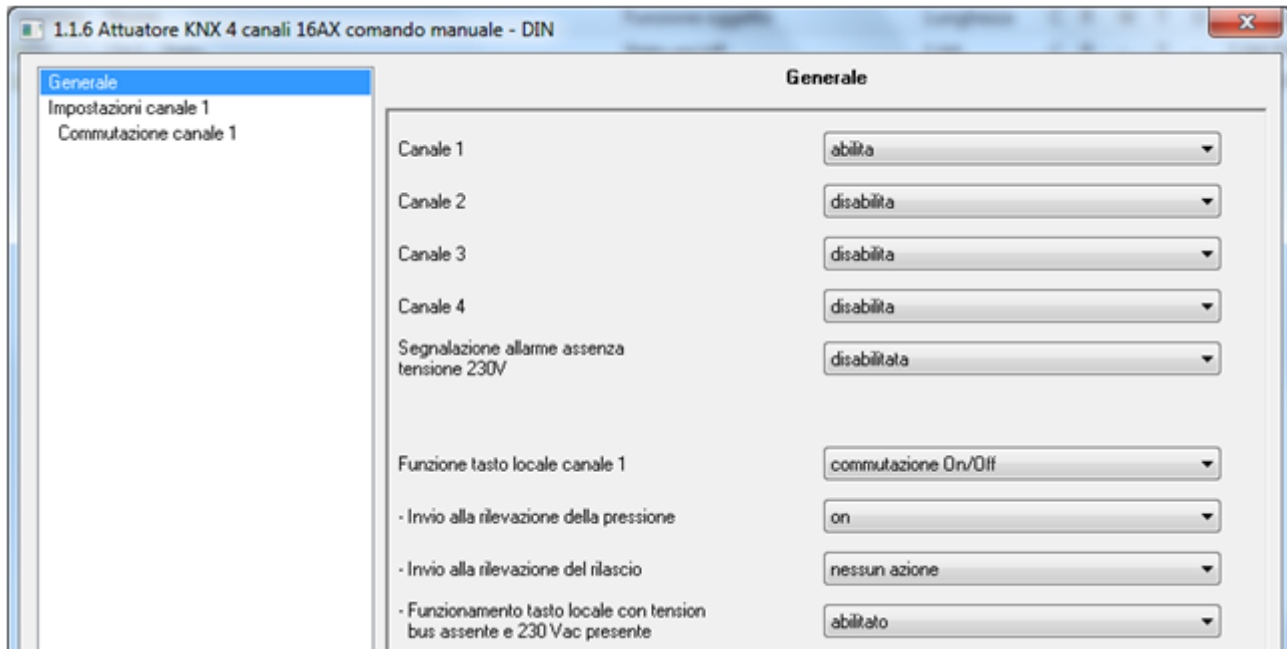 1.1.6 Attuatore KNX 4 canali 16AX comando manuale - DIN
Generale
Impostazioni canale 1
Commutazione canale 1
Generale
Canale 1 abilita
Canale 2 disabilita
Canale 3 disabilita
Canale 4 disabilita
Segnalazione allarme assenza
tensione 230V disabilitata
Funzione tasto locale canale 1 commutazione On/Off
- Invio alla rilevazione della pressione on
- Invio alla rilevazione del rilascio nessun azione
- Funzionamento tasto locale con tension
bus assente e 230 Vac presente abilitato